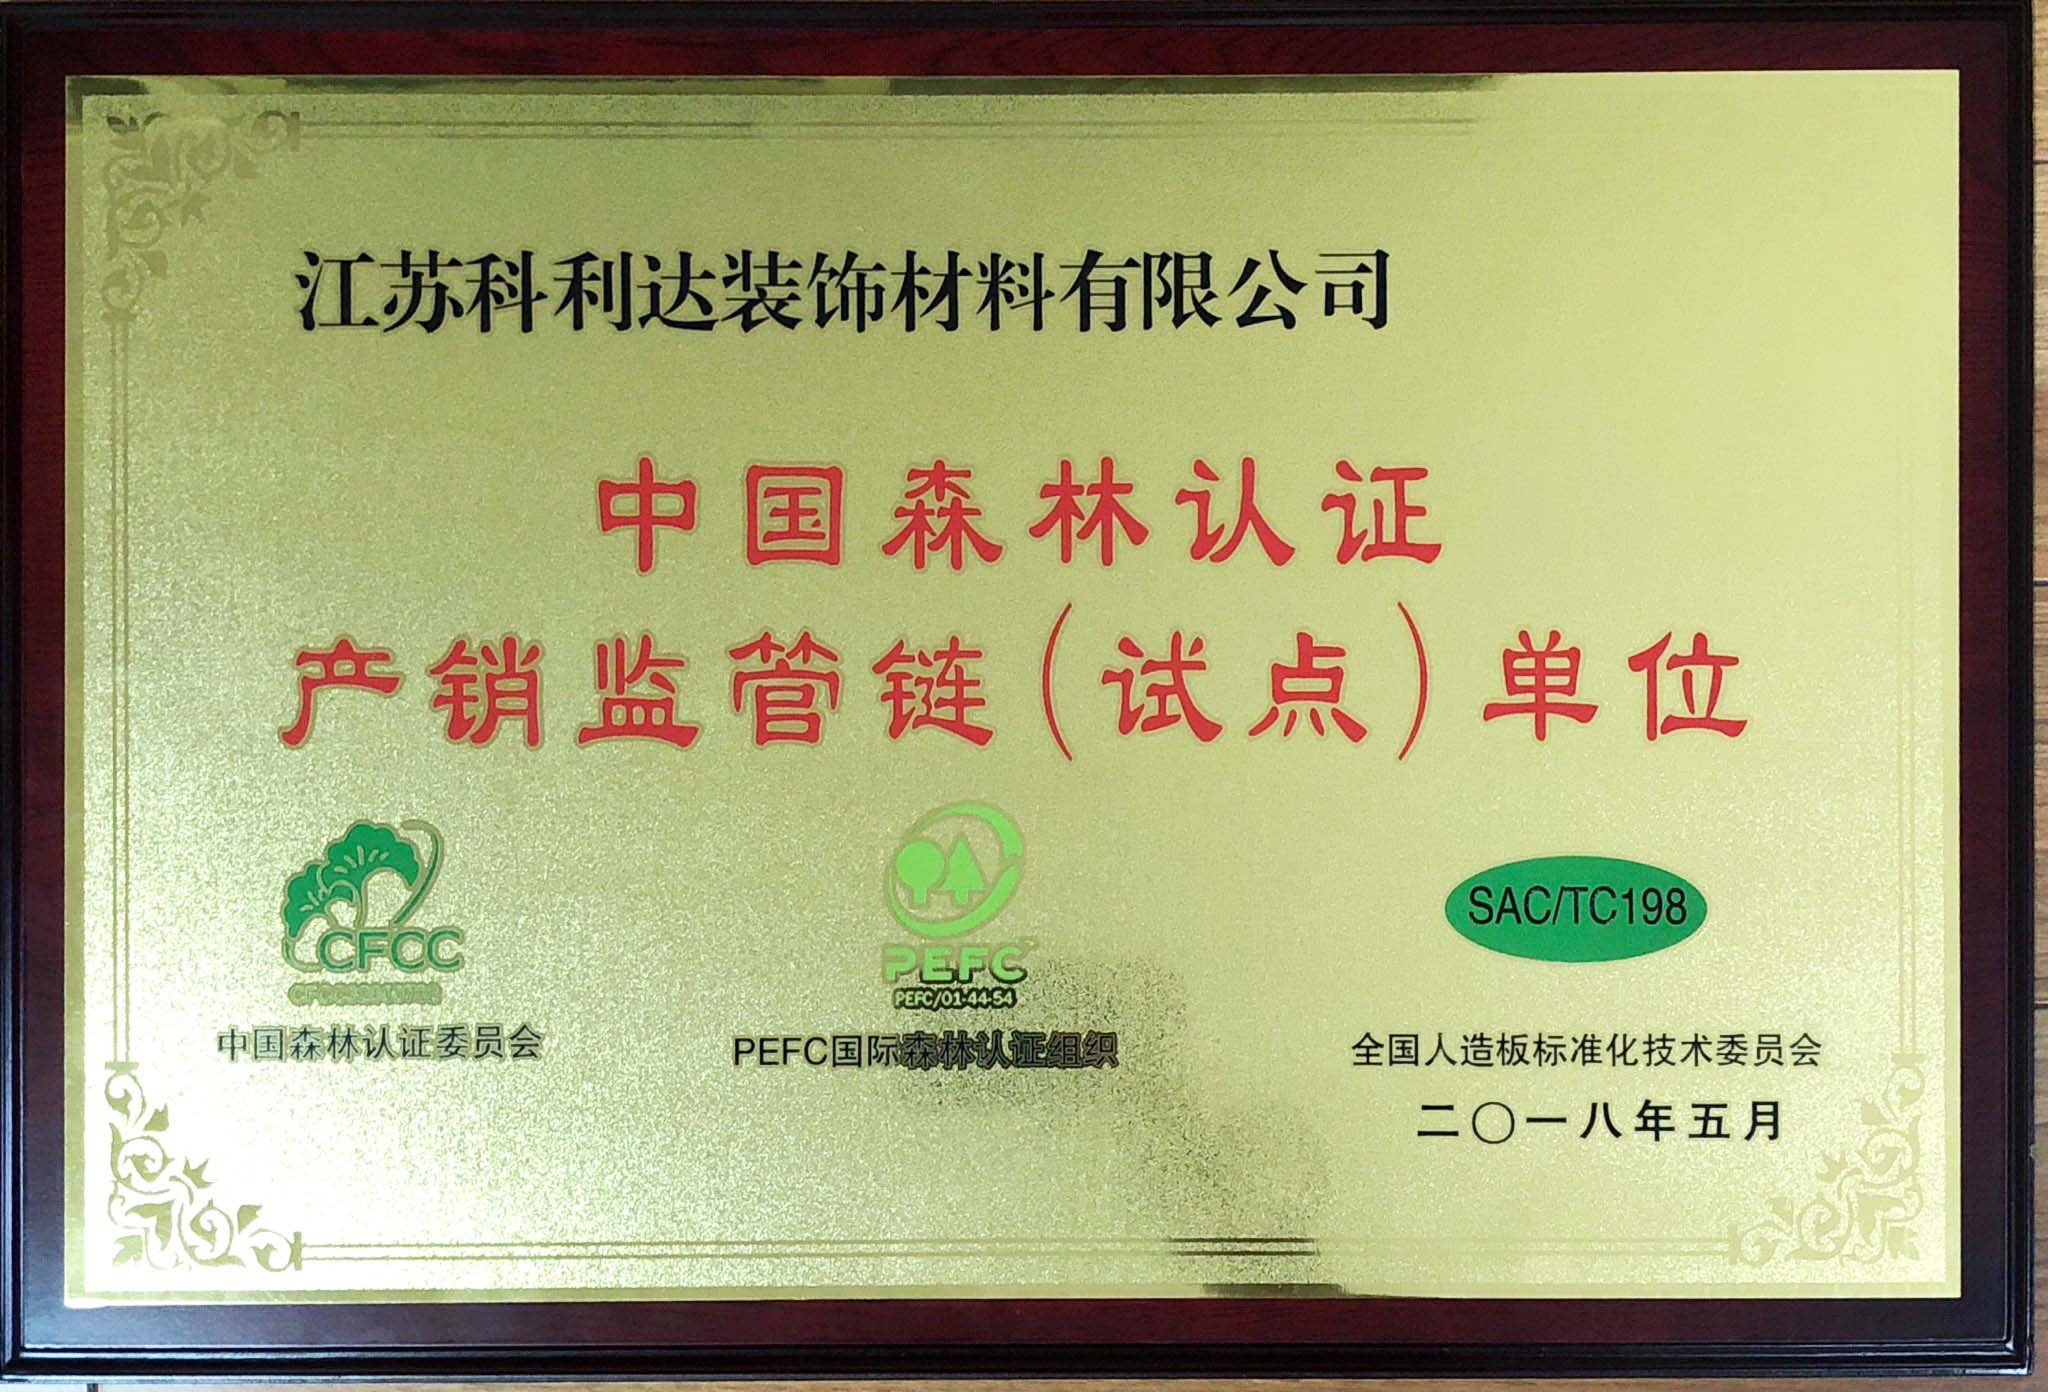 江苏科利达装饰材料有限公司
中国森林认证
产销监管链（试点）单位
CFCC
中国森林认证委员会
PEFC
PEFC/01-44-54
PEFC国际森林认证组织
SAC/TC198
全国人造板标准化技术委员会
二〇一八年五月